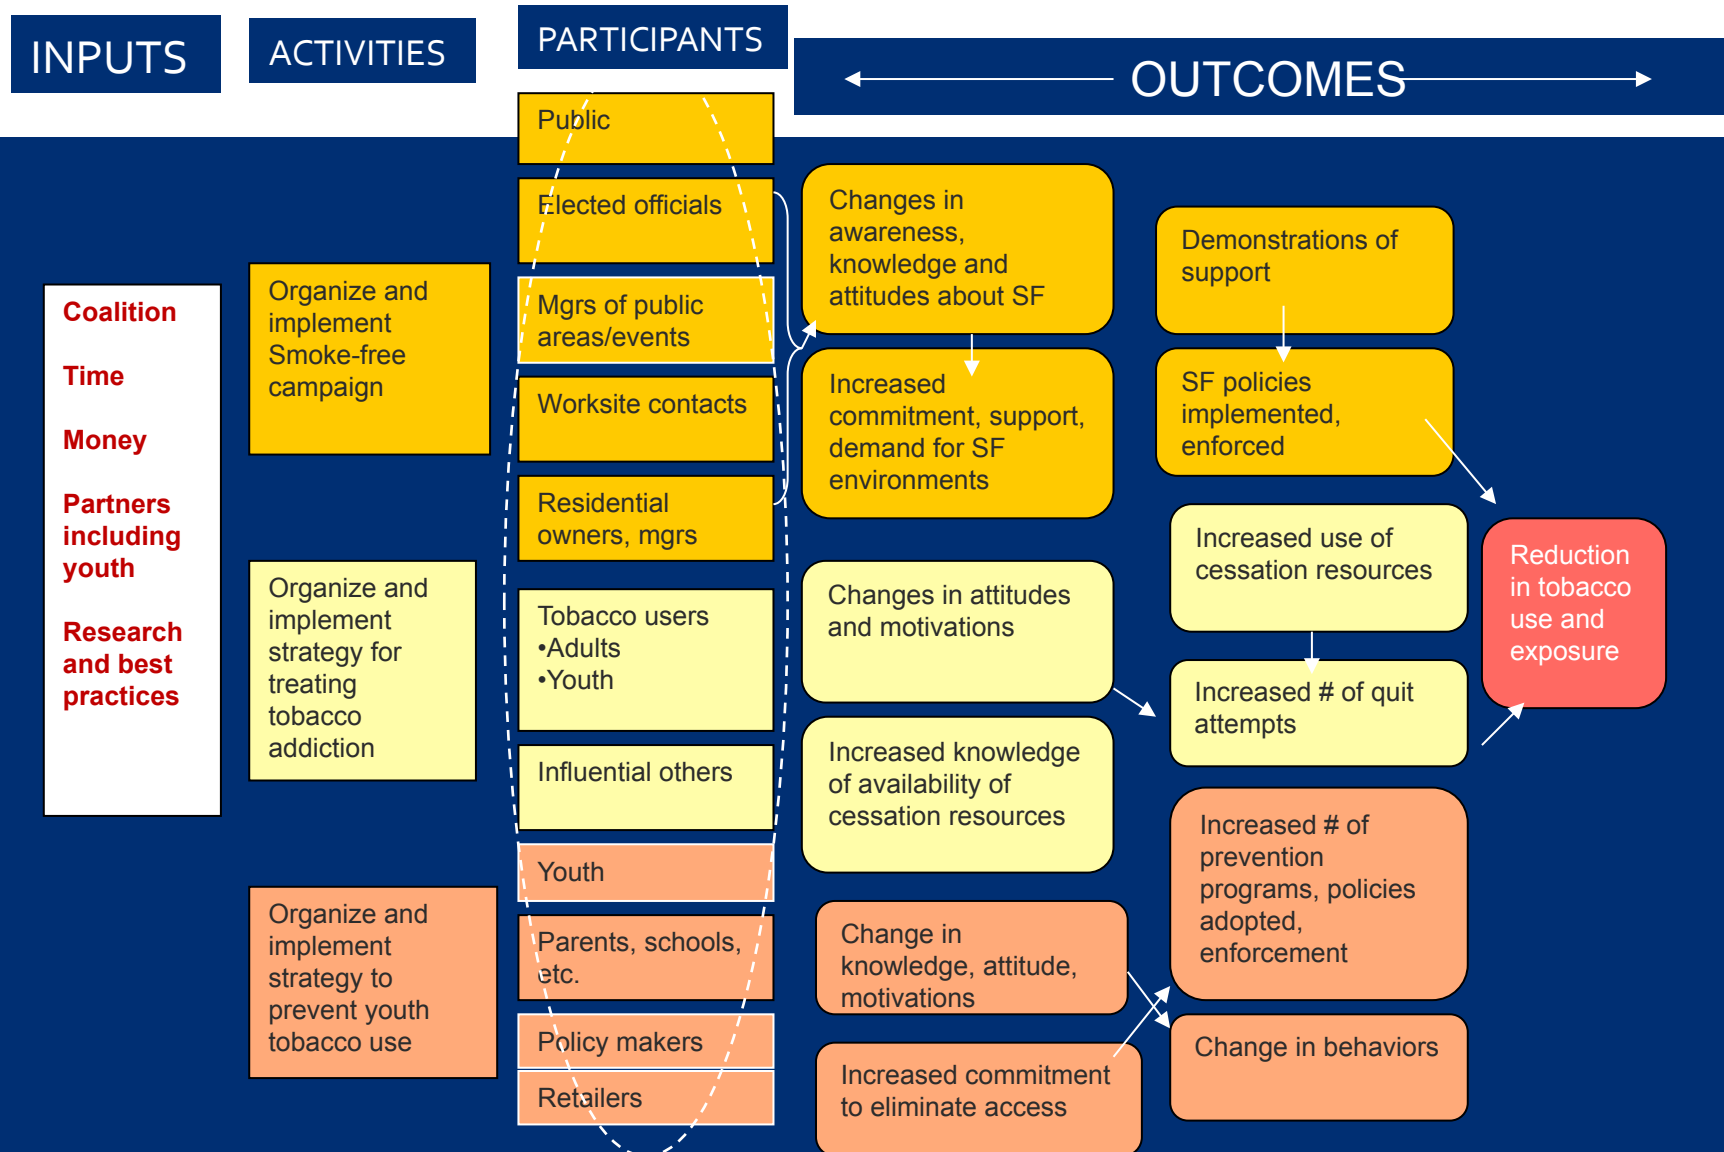 INPUTS
ACTIVITIES
PARTICIPANTS
OUTCOMES
Coalition
Time
Money
Partners
including
youth
Research
and best
practices
Organize and
implement
Smoke-free
campaign
Organize and
implement
strategy for
treating
tobacco
addiction
Organize and
implement
strategy to
prevent youth
tobacco use
Public
Elected officials
Mgrs of public
areas/events
Worksite contacts
Residential
owners, mgrs
Tobacco users
•Adults
•Youth
Influential others
Youth
Parents, schools,
etc.
Policy makers
Retailers
Changes in
awareness,
knowledge and
attitudes about SF
Increased
commitment, support,
demand for SF
environments
Changes in attitudes
and motivations
Increased knowledge
of availability of
cessation resources
Change in
knowledge, attitude,
motivations
Increased commitment
to eliminate access
Demonstrations of
support
SF policies
implemented,
enforced
Increased use of
cessation resources
Increased # of quit
attempts
Increased # of
prevention
programs, policies
adopted,
enforcement
Change in behaviors
Reduction
in tobacco
use and
exposure